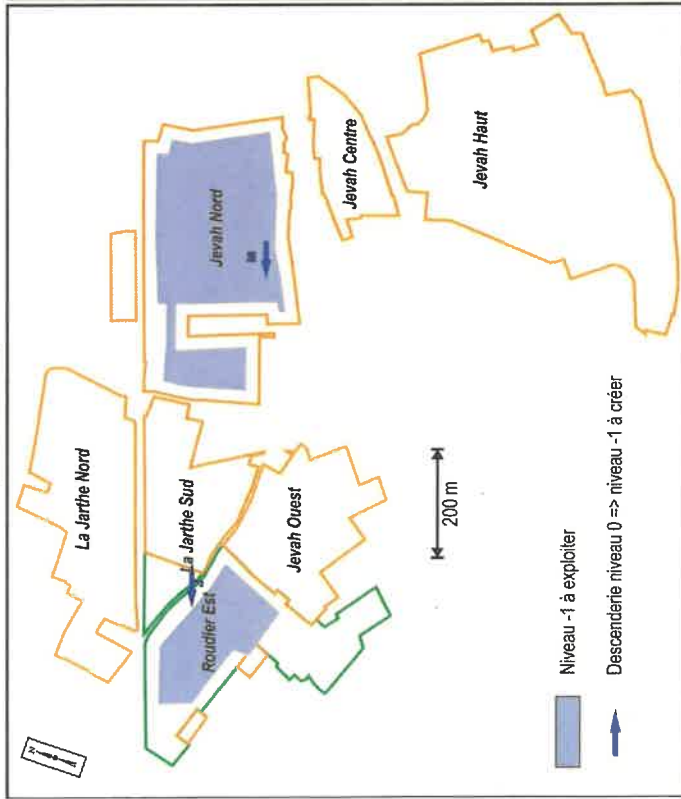 N
La Jarthe Nord
La Jarthe Sud
Roudier Est
Jevah Ouest
Jevah Nord
Jevah Centre
Jevah Haut
200 m
Niveau -1 à exploiter
Descenderie niveau 0 => niveau -1 à créer